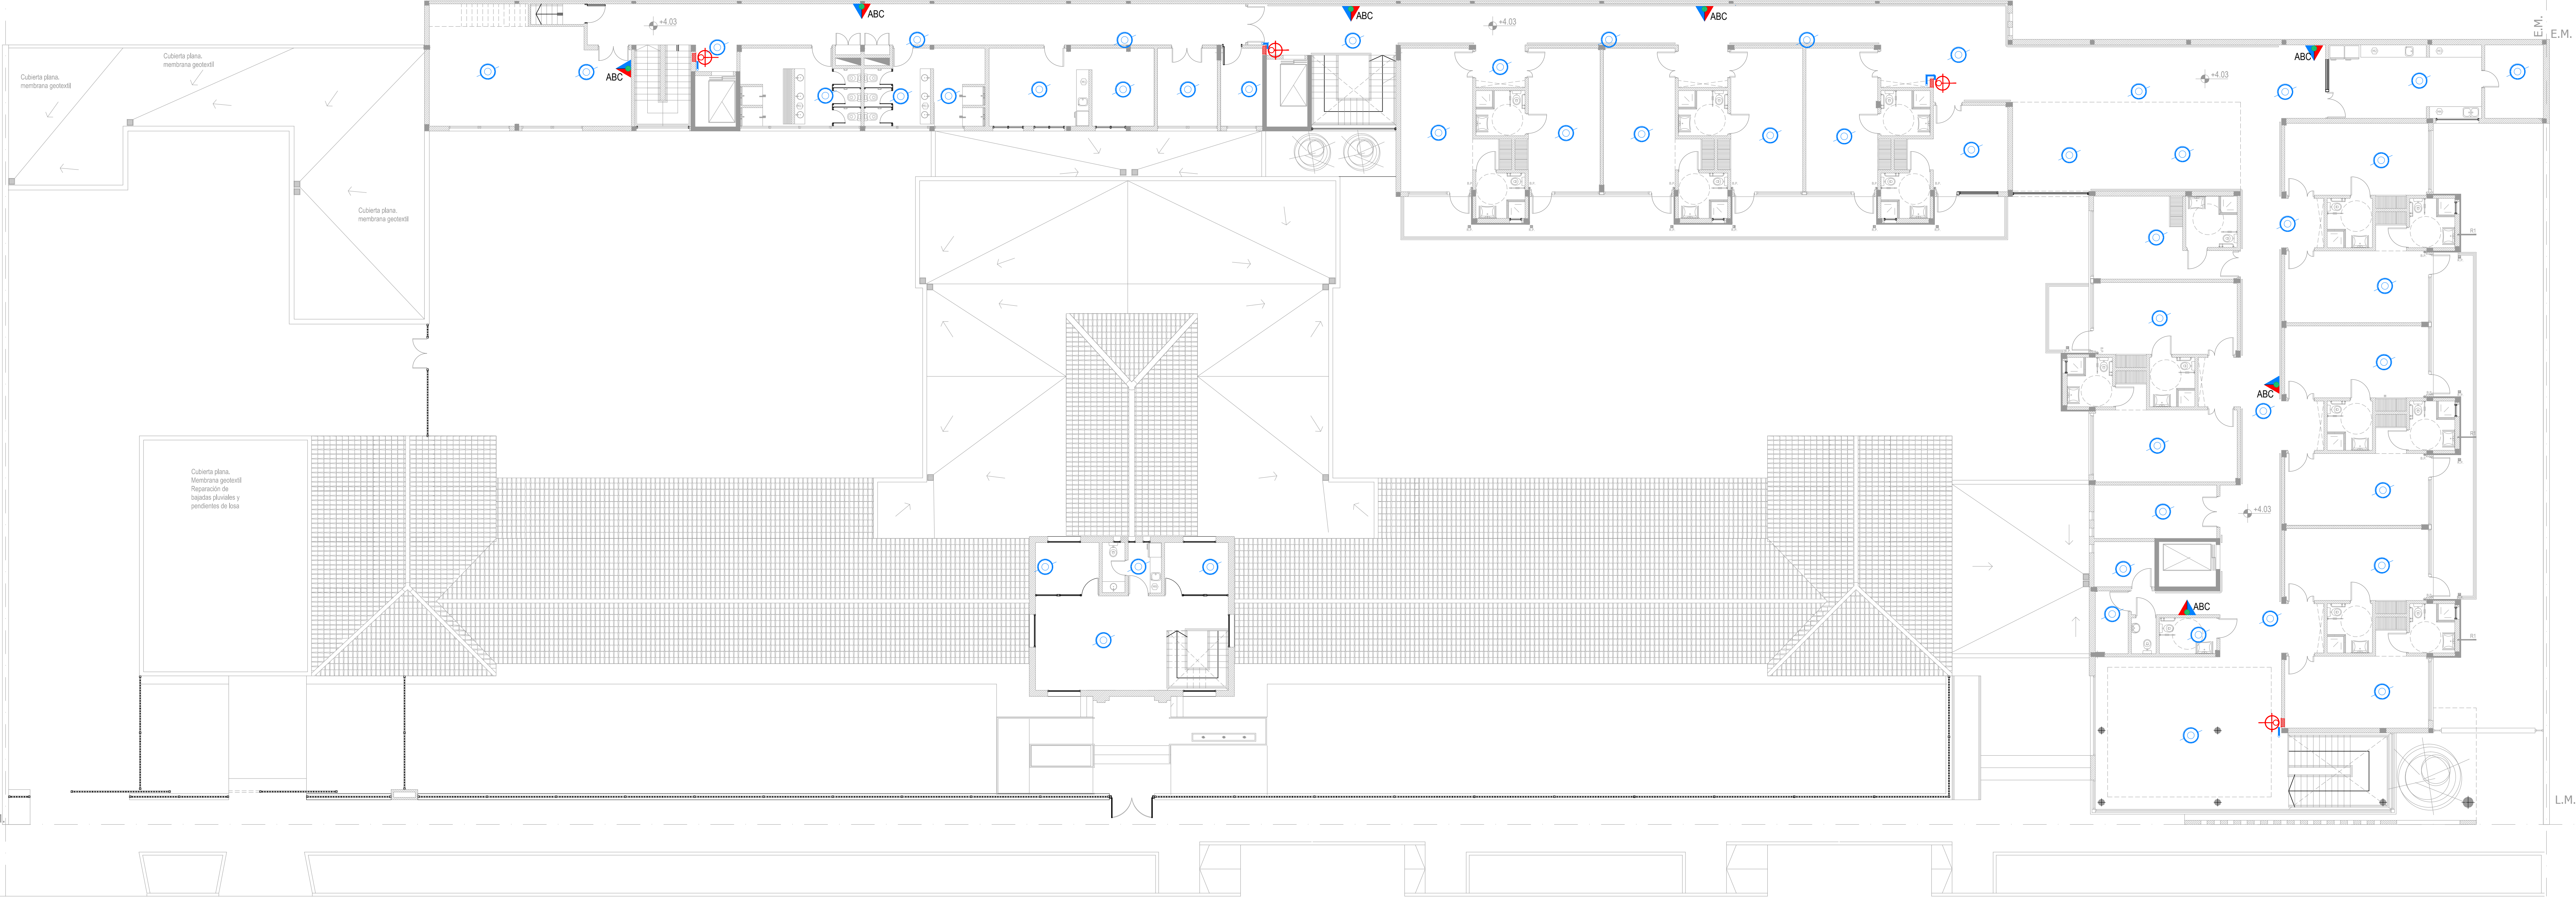 ABC
ABC
ABC
+4.03
+4.03
E.M.
E.M.
Cubierta plana.
membrana geotextil
Cubierta plana.
membrana geotextil
ABC
ABC
+4.03
Cubierta plana.
membrana geotextil
ABC
Cubierta plana.
Membrana geotextil
Reparación de
bajadas pluviales y
pendientes de losa
+4.03
ABC
L.M.